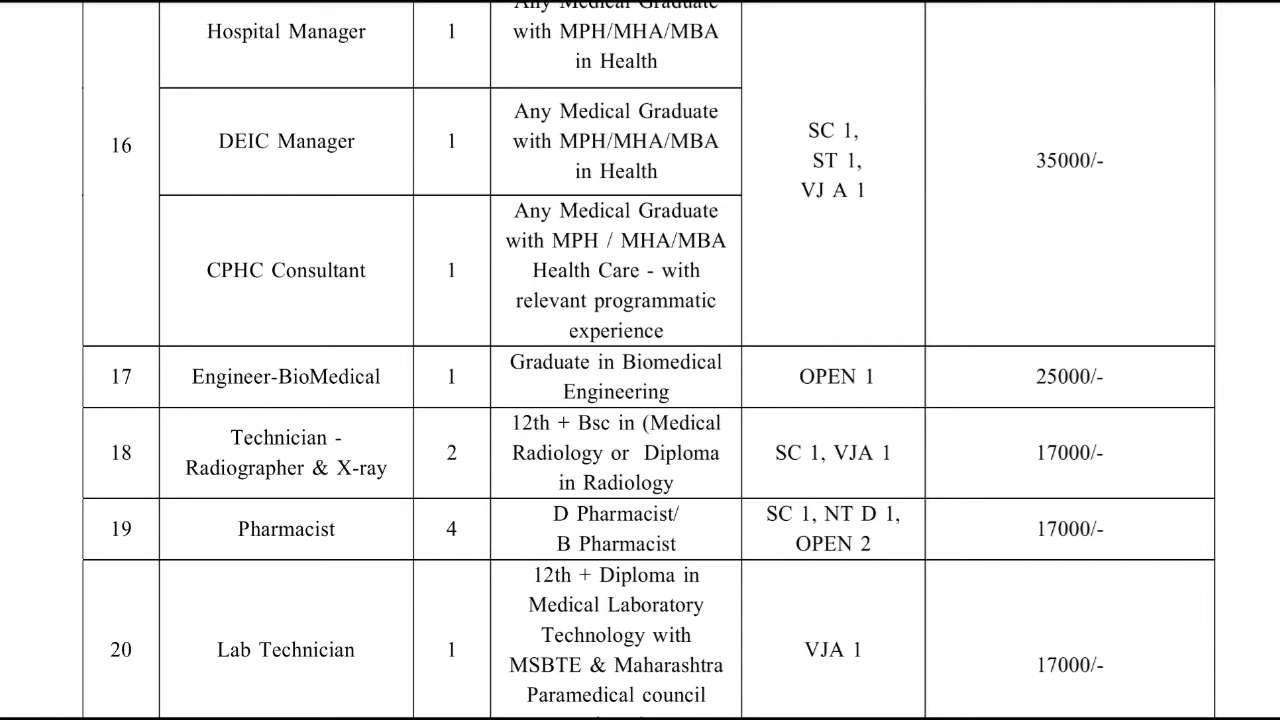 Any Medical Graduate
Hospital Manager 1 with MPH/MHA/MBA
in Health
16
DEIC Manager 1
Any Medical Graduate
with MPH/MHA/MBA
in Health
CPHC Consultant 1
Any Medical Graduate
with MPH / MHA/MBA
Health Care - with
relevant programmatic
experience
SC 1,
ST 1,
VJ A 1
35000/-
17 Engineer-BioMedical 1
Graduate in Biomedical
Engineering
OPEN 1 25000/-
18
Technician -
Radiographer & X-ray
2
12th + Bsc in (Medical
Radiology or Diploma
in Radiology
SC 1, VJA 1 17000/-
19 Pharmacist 4
D Pharmacist/
B Pharmacist
SC 1, NT D 1,
OPEN 2
17000/-
20 Lab Technician 1
12th + Diploma in
Medical Laboratory
Technology with
MSBTE & Maharashtra
Paramedical council
VJA 1
17000/-